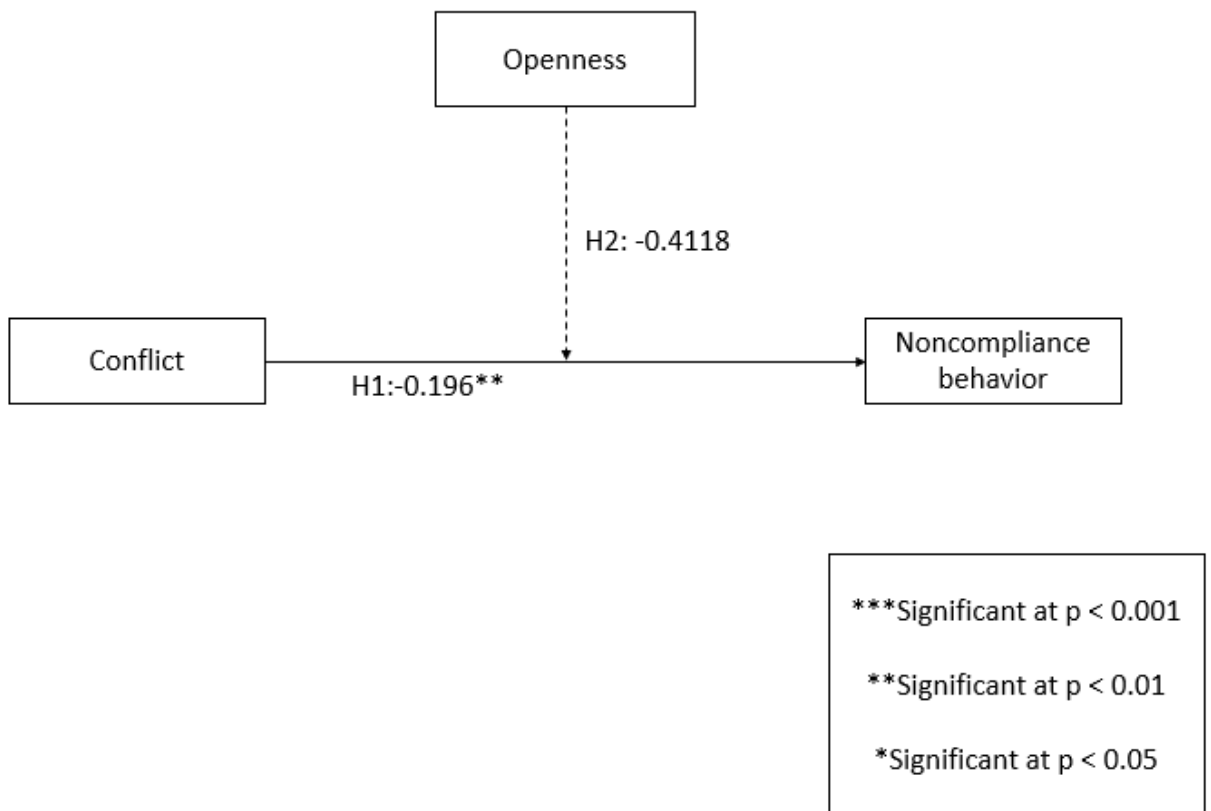 Openness
H2: -0.4118
Conflict
H1:-0.196**
Noncompliance
behavior
***Significant at p < 0.001
**Significant at p < 0.01
*Significant at p < 0.05